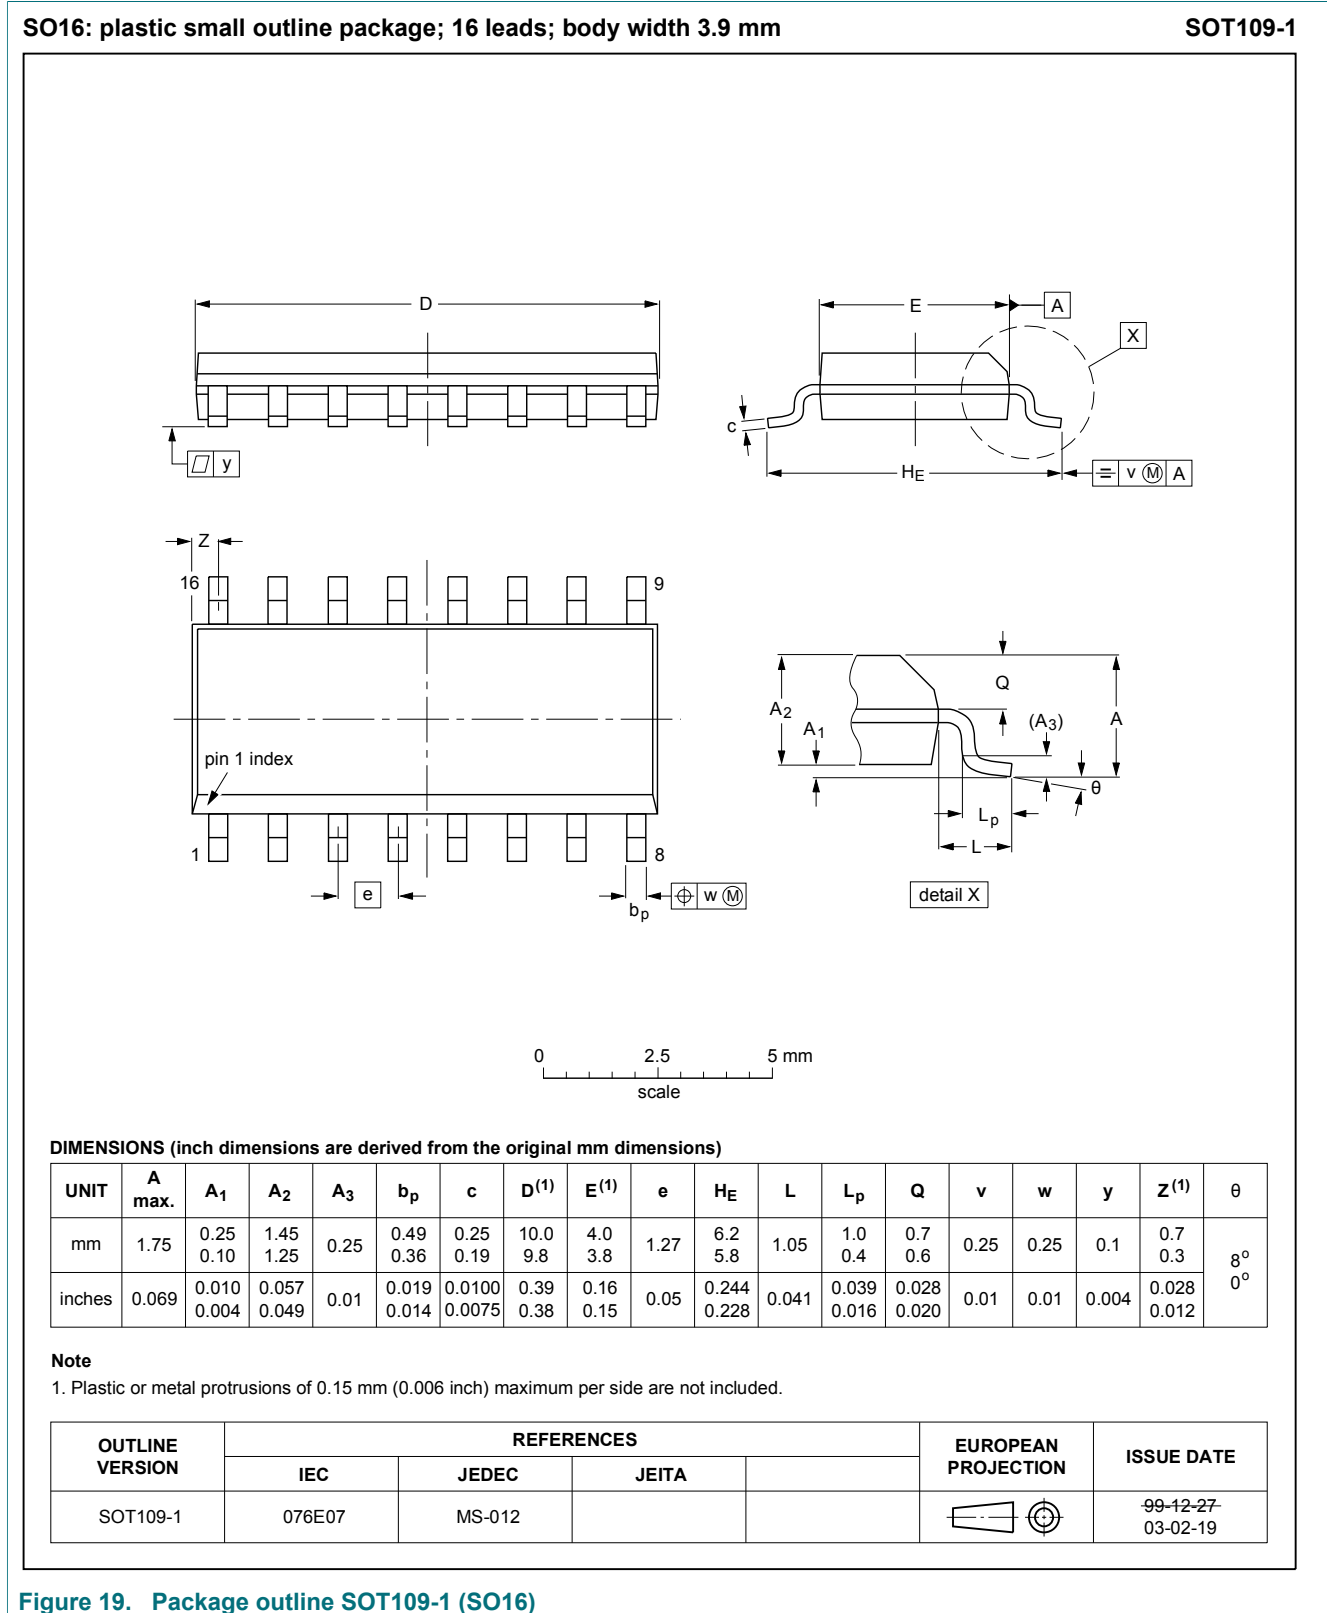 SO16: plastic small outline package; 16 leads; body width 3.9 mm SOT109-1
D
E A
X
c
y
HE v M A
Z
16 9
Q
A2 A1 (A3) A
pin 1 index
θ
Lp
1 8
L
e w M
bp
detail X
0 2.5 5 mm
scale
DIMENSIONS (inch dimensions are derived from the original mm dimensions)
UNIT A max. A1 A2 A3 bp c D(1) E(1) e HE L Lp Q v w y Z(1) θ
mm 1.75 0.25 0.10 1.45 1.25 0.25 0.49 0.36 0.25 0.19 10.0 9.8 4.0 3.8 1.27 6.2 5.8 1.05 1.0 0.4 0.7 0.6 0.25 0.25 0.1 0.7 0.3 8o 0o
inches 0.069 0.010 0.004 0.057 0.049 0.01 0.019 0.014 0.0100 0.0075 0.39 0.38 0.16 0.15 0.05 0.244 0.228 0.041 0.039 0.016 0.028 0.020 0.01 0.01 0.004 0.028 0.012
Note
1. Plastic or metal protrusions of 0.15 mm (0.006 inch) maximum per side are not included.
OUTLINE VERSION REFERENCES EUROPEAN PROJECTION ISSUE DATE
IEC JEDEC JEITA
SOT109-1 076E07 MS-012 99-12-27
03-02-19
Figure 19. Package outline SOT109-1 (SO16)